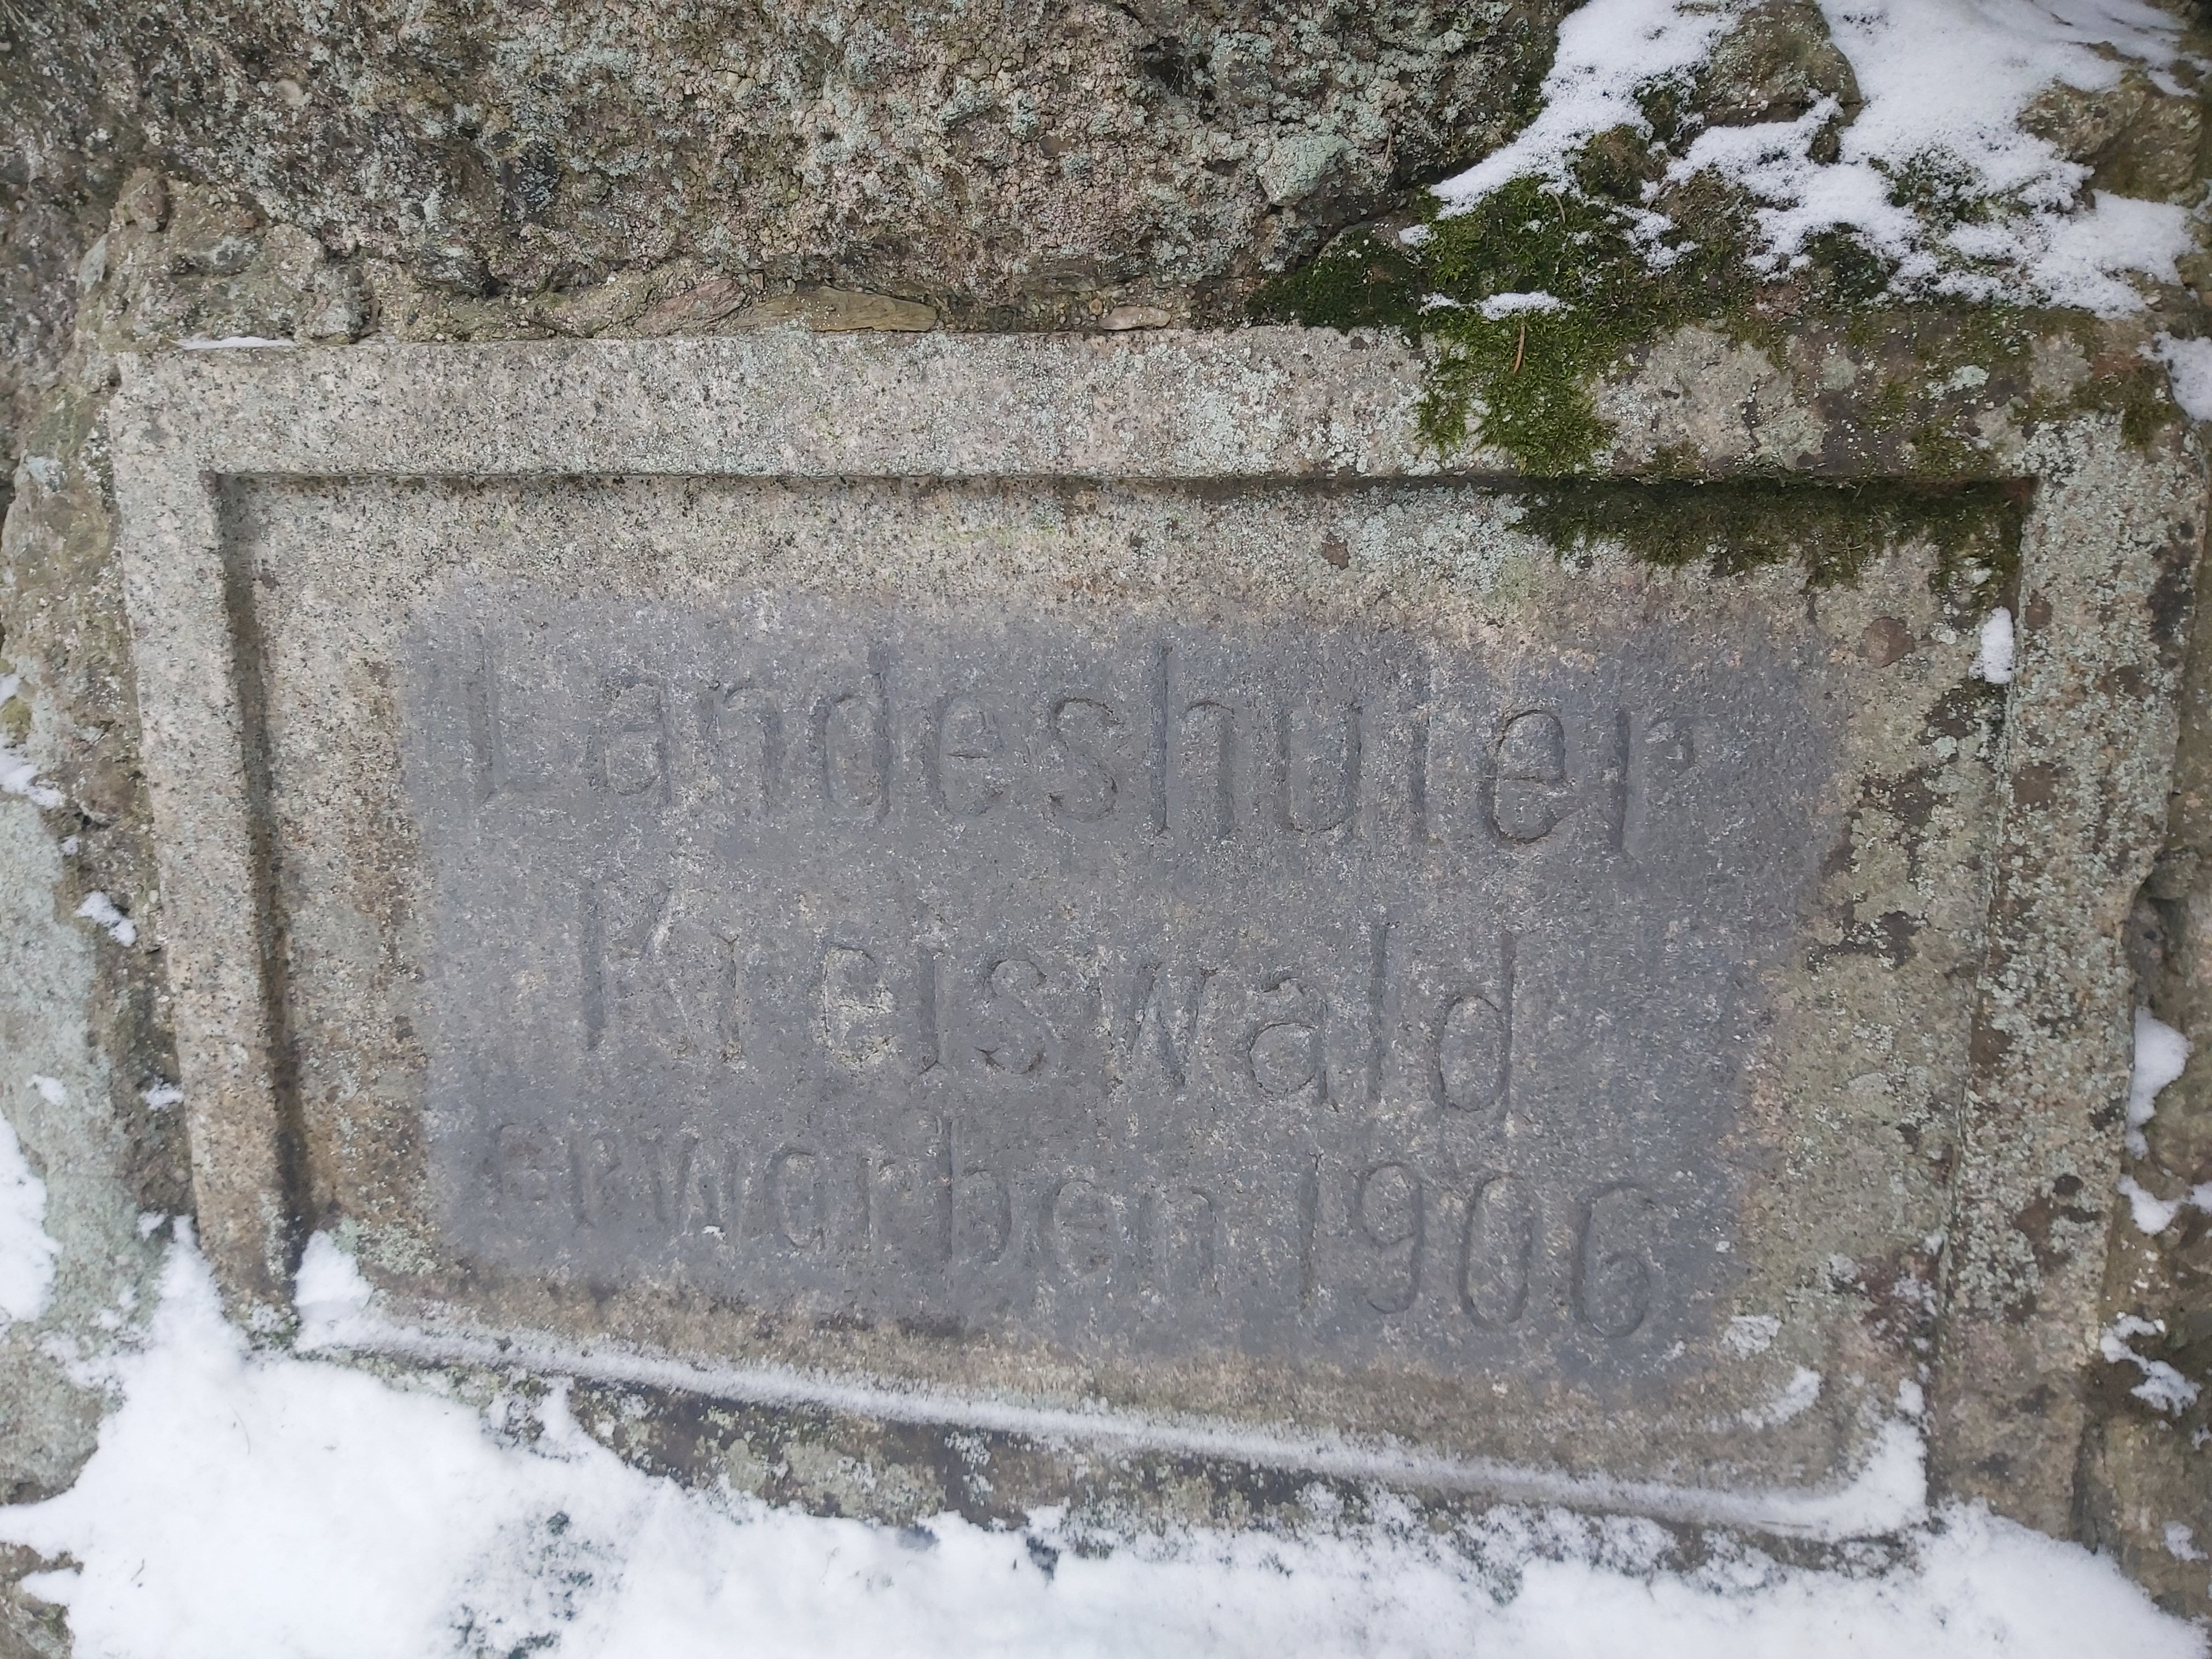 Landeshuter
Kreiswald
erworben 1906